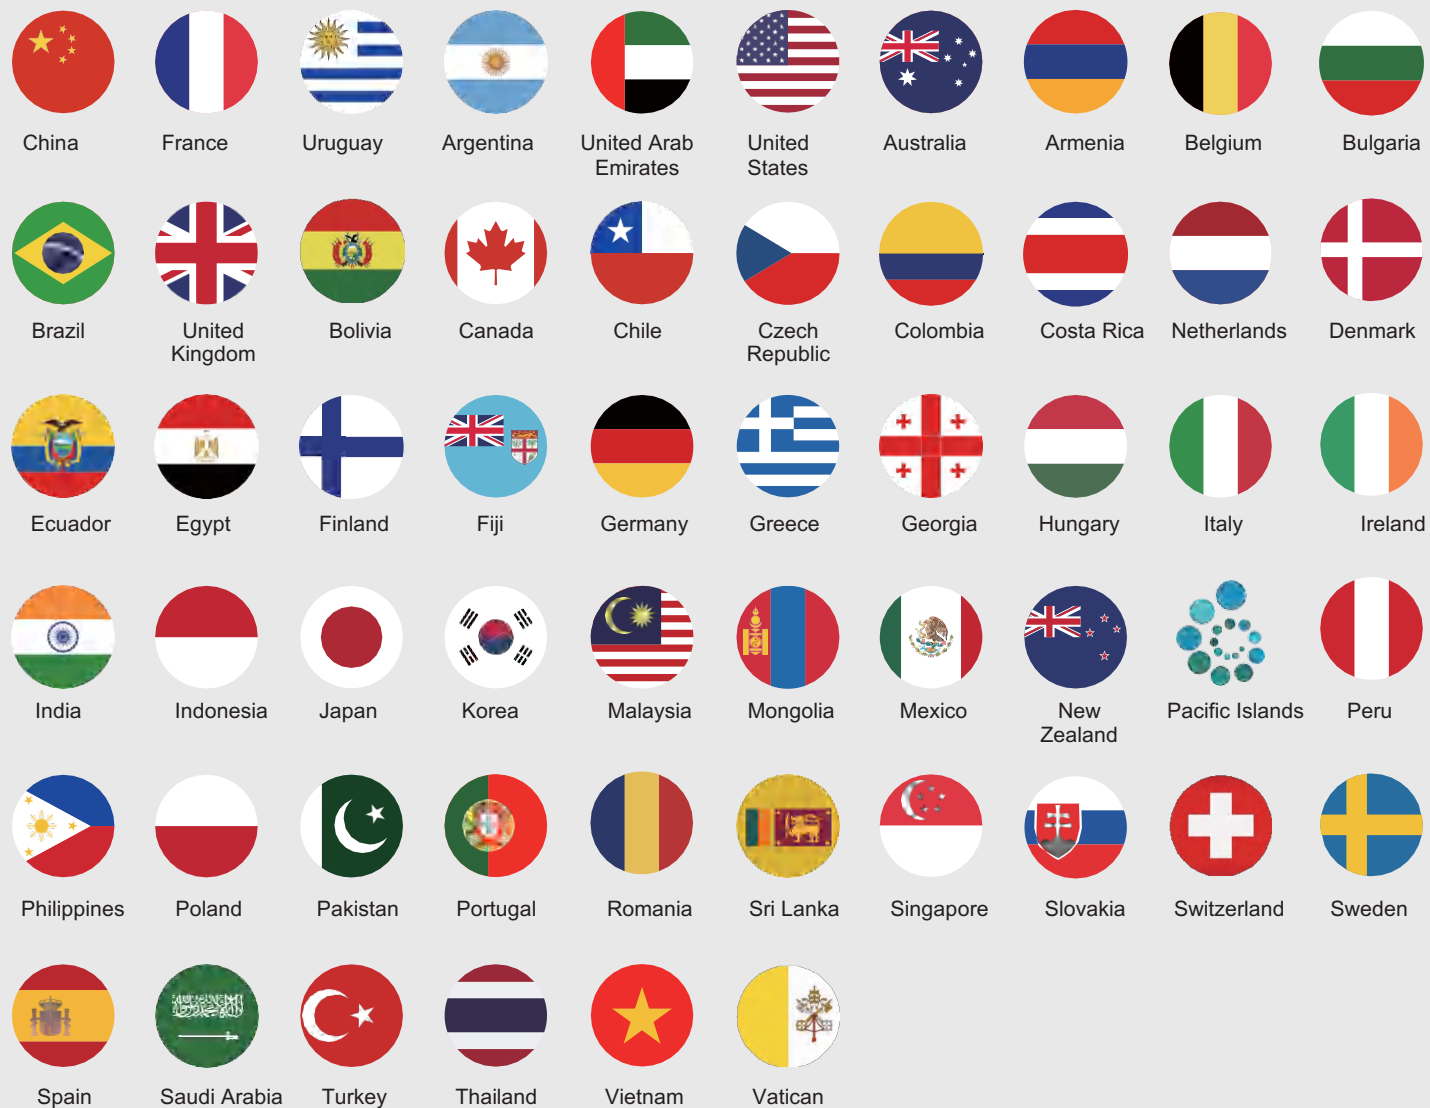 China
France
Uruguay
Argentina
United Arab
Emirates
United
States
Australia
Armenia
Belgium
Bulgaria
Brazil
United
Kingdom
Bolivia
Canada
Chile
Czech
Republic
Colombia
Costa Rica
Netherlands
Denmark
Ecuador
Egypt
Finland
Fiji
Germany
Greece
Georgia
Hungary
Italy
Ireland
India
Indonesia
Japan
Korea
Malaysia
Mongolia
Mexico
New
Zealand
Pacific Islands
Peru
Philippines
Poland
Pakistan
Portugal
Romania
Sri Lanka
Singapore
Slovakia
Switzerland
Sweden
Spain
Saudi Arabia
Turkey
Thailand
Vietnam
Vatican